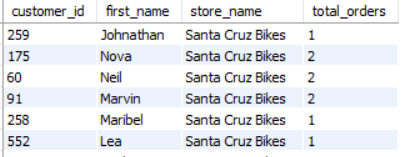 customer_id first_name store_name total_orders
259 Johnathan Santa Cruz Bikes 1
175 Nova Santa Cruz Bikes 2
60 Neil Santa Cruz Bikes 2
91 Marvin Santa Cruz Bikes 2
258 Maribel Santa Cruz Bikes 1
552 Lea Santa Cruz Bikes 1